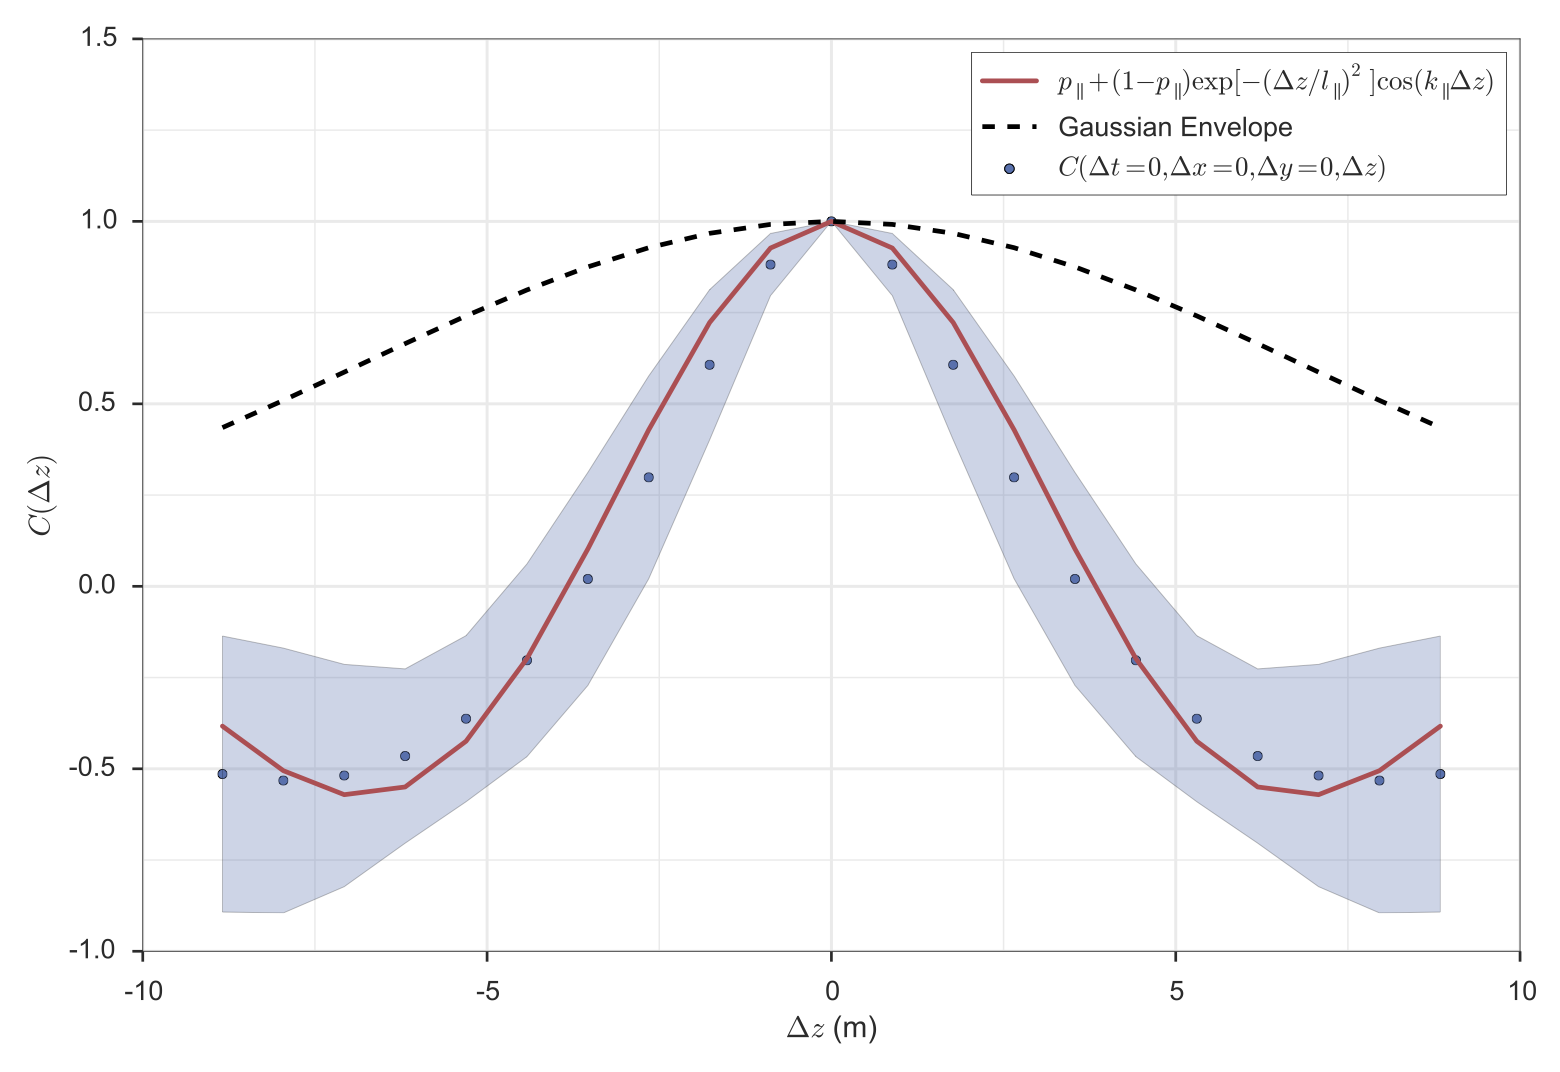 1.5
1.0
0.5
0.0
-0.5
-1.0
C(Δz)
p∥+(1−p∥)exp[−(Δz/l∥)² ]cos(k∥Δz)
Gaussian Envelope
C(Δt=0,Δx=0,Δy=0,Δz)
-10 -5 0 5 10
Δz (m)